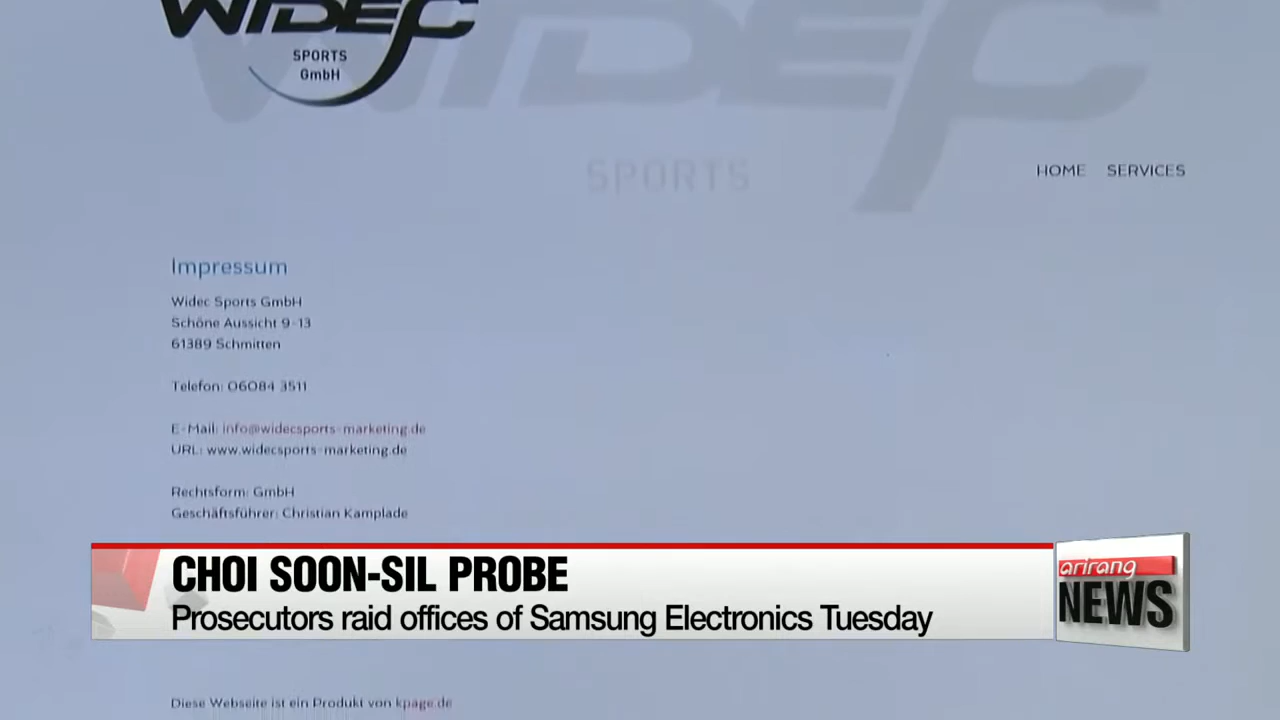 WIDEC
SPORTS
GmbH
WIDEC
SPORTS
HOME SERVICES
Impressum
Widec Sports GmbH
Schöne Aussicht 9-13
61389 Schmitten
Telefon: 06084 3511
E-Mail: info@widecsports-marketing.de
URL: www.widecsports-marketing.de
Rechtsform: GmbH
Geschäftsführer: Christian Kamplade
CHOI SOON-SIL PROBE
Prosecutors raid offices of Samsung Electronics Tuesday
arirang
NEWS
Diese Webseite ist ein Produkt von kpage.de